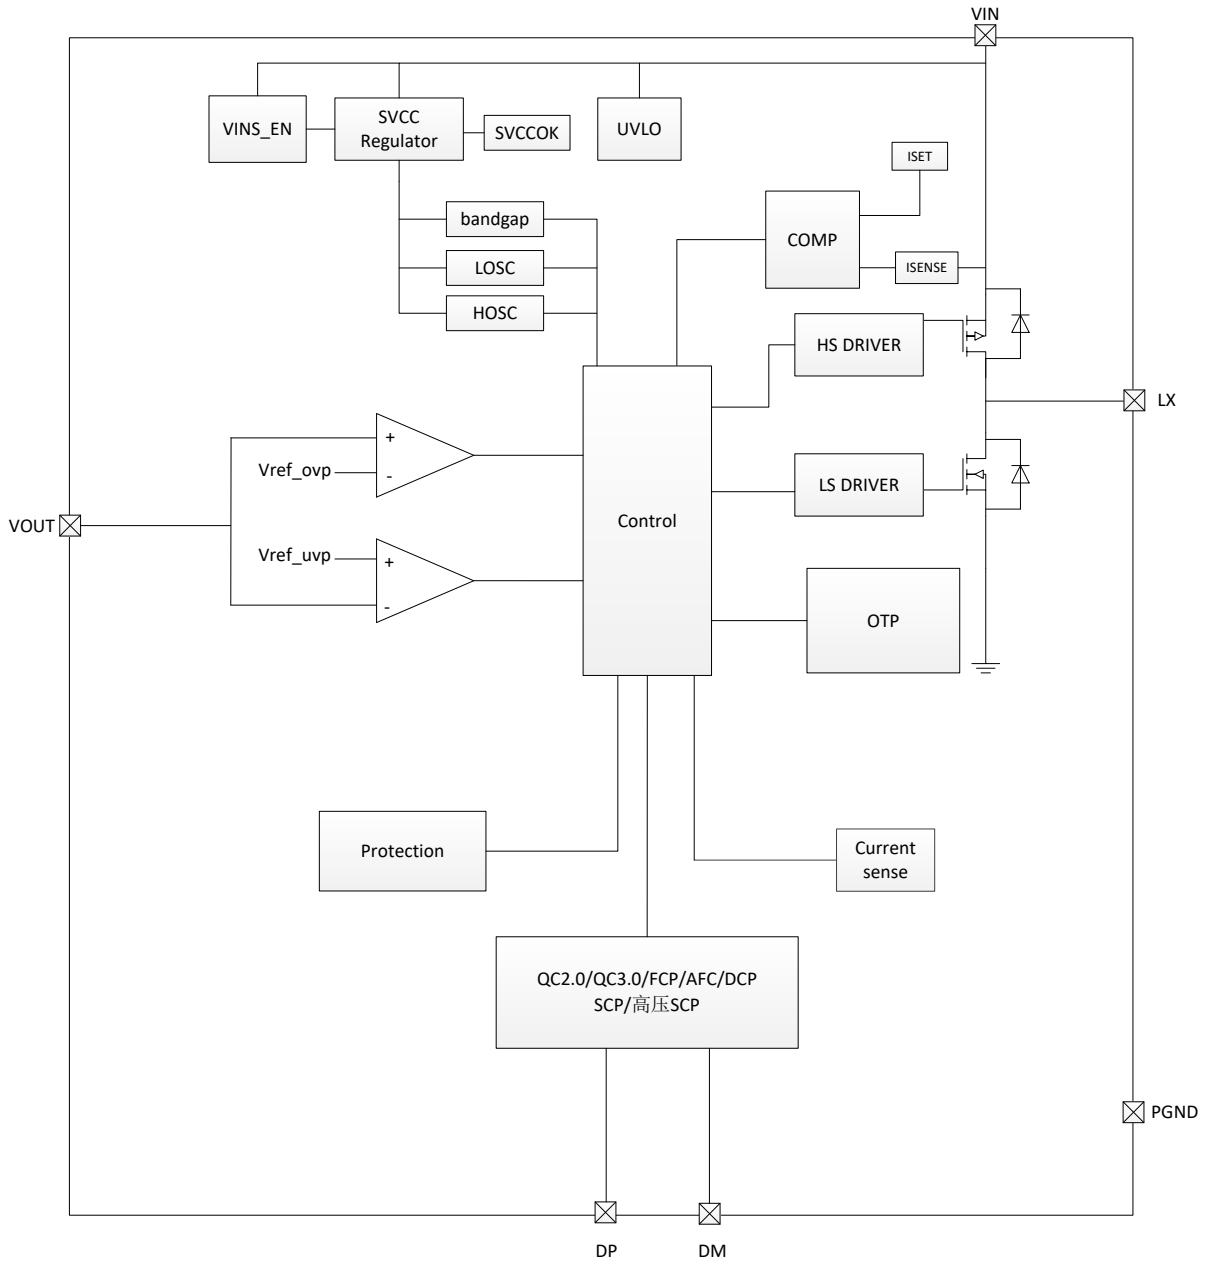 VIN
VINS_EN
SVCC
Regulator
SVCCOK
UVLO
ISET
bandgap
COMP
LOSC
ISENSE
HOSC
HS DRIVER
LX
+
Vref_ovp
-
LS DRIVER
VOUT
Control
Vref_uvp
+
-
OTP
Protection
Current
sense
QC2.0/QC3.0/FCP/AFC/DCP
SCP/高压SCP
PGND
DP
DM